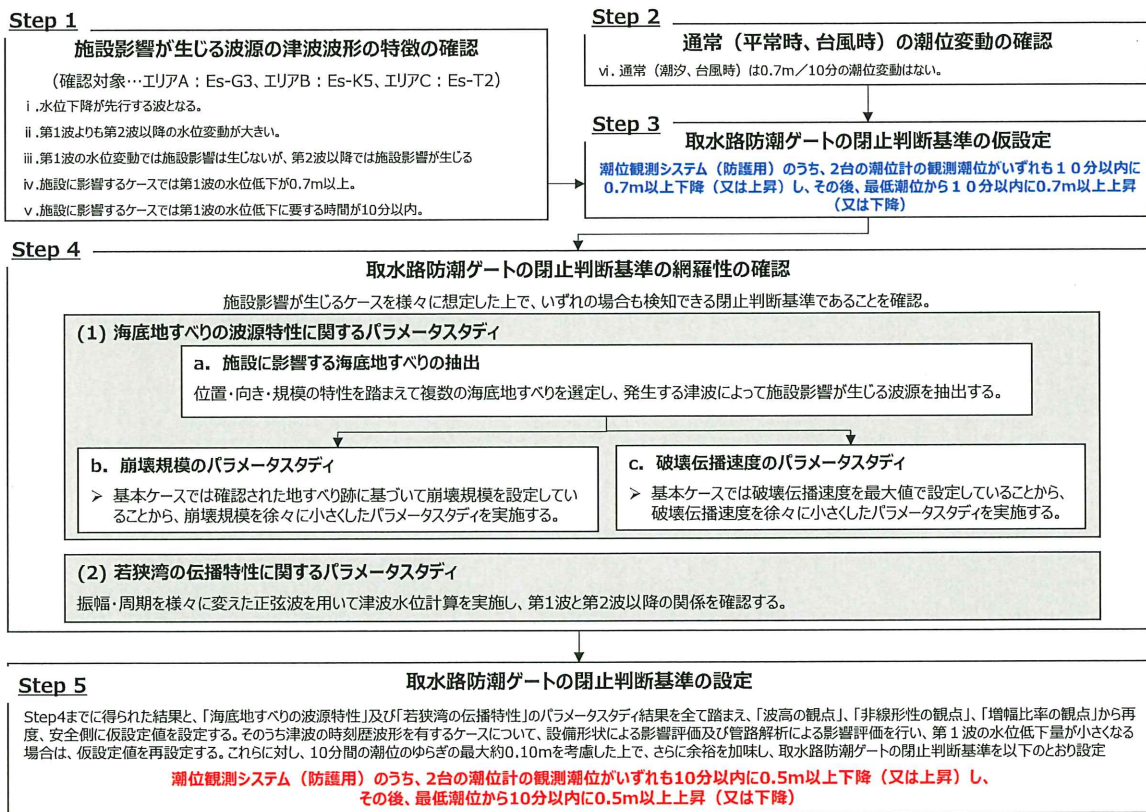 Step 1
施設影響が生じる波源の津波波形の特徴の確認
(確認対象…エリアA：Es-G3、エリアB：Es-K5、エリアC：Es-T2)
ⅰ.水位下降が先行する波となる。
ⅱ.第1波よりも第2波以降の水位変動が大きい。
ⅲ.第1波の水位変動では施設影響は生じないが、第2波以降では施設影響が生じる
ⅳ.施設に影響するケースでは第1波の水位低下が0.7m以上。
ⅴ.施設に影響するケースでは第1波の水位低下に要する時間が10分以内。
Step 2
通常（平常時、台風時）の潮位変動の確認
ⅵ.通常（潮汐、台風時）は0.7m／10分の潮位変動はない。
Step 3
取水路防潮ゲートの閉止判断基準の仮設定
潮位観測システム（防護用）のうち、2台の潮位計の観測潮位がいずれも１０分以内に
0.7m以上下降（又は上昇）し、その後、最低潮位から１０分以内に0.7m以上上昇
（又は下降）
Step 4
取水路防潮ゲートの閉止判断基準の網羅性の確認
施設影響が生じるケースを様々に想定した上で、いずれの場合も検知できる閉止判断基準であることを確認。
(1) 海底地すべりの波源特性に関するパラメータスタディ
a. 施設に影響する海底地すべりの抽出
位置・向き・規模の特性を踏まえて複数の海底地すべりを選定し、発生する津波によって施設影響が生じる波源を抽出する。
b. 崩壊規模のパラメータスタディ
➢ 基本ケースでは確認された地すべり跡に基づいて崩壊規模を設定してい
ることから、崩壊規模を徐々に小さくしたパラメータスタディを実施する。
c. 破壊伝播速度のパラメータスタディ
➢ 基本ケースでは破壊伝播速度を最大値で設定していることから、
破壊伝播速度を徐々に小さくしたパラメータスタディを実施する。
(2) 若狭湾の伝播特性に関するパラメータスタディ
振幅・周期を様々に変えた正弦波を用いて津波水位計算を実施し、第1波と第2波以降の関係を確認する。
Step 5
取水路防潮ゲートの閉止判断基準の設定
Step4までに得られた結果と、「海底地すべりの波源特性」及び「若狭湾の伝播特性」のパラメータスタディ結果を全て踏まえ、「波高の観点」、「非線形性の観点」、「増幅比率の観点」から再
度、安全側に仮設定値を設定する。そのうち津波の時刻歴波形を有するケースについて、設備形状による影響評価及び管路解析による影響評価を行い、第１波の水位低下量が小さくなる
場合は、仮設定値を再設定する。これらに対し、10分間の潮位のゆらぎの最大約0.10mを考慮した上で、さらに余裕を加味し、取水路防潮ゲートの閉止判断基準を以下のとおり設定
潮位観測システム（防護用）のうち、2台の潮位計の観測潮位がいずれも10分以内に0.5m以上下降（又は上昇）し、
その後、最低潮位から10分以内に0.5m以上上昇（又は下降）